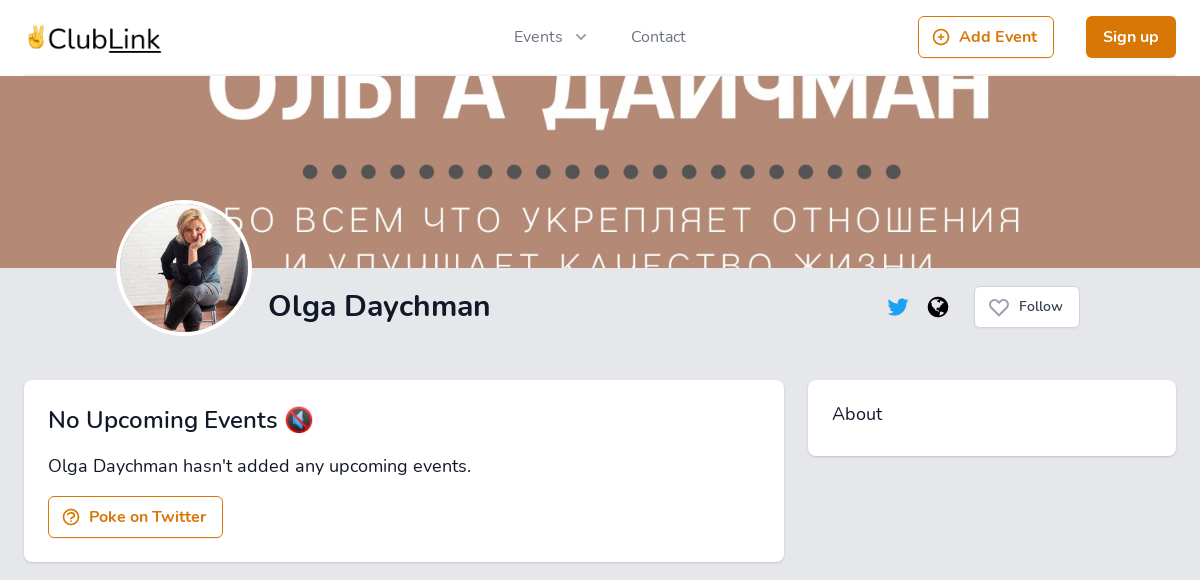 ✌️ClubLink
Events
Contact
Add Event
Sign up
ОЛЬГА ДАЙЧМАН
БО ВСЕМ ЧТО УКРЕПЛЯЕТ ОТНОШЕНИЯ
И УЛУЧШАЕТ КАЧЕСТВО ЖИЗНИ
Olga Daychman
Follow
No Upcoming Events 🔇
Olga Daychman hasn't added any upcoming events.
Poke on Twitter
About